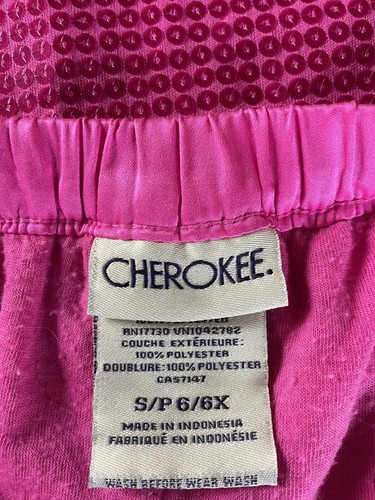 CHEROKEE.
RN17730 VN1042782
COUCHE EXTÉRIEURE:
100% POLYESTER
DOUBLURE: 100% POLYESTER
CA57147
S/P 6/6X
MADE IN INDONESIA
FABRIQUÉ EN INDONÉSIE
WASH BEFORE WEAR WASH